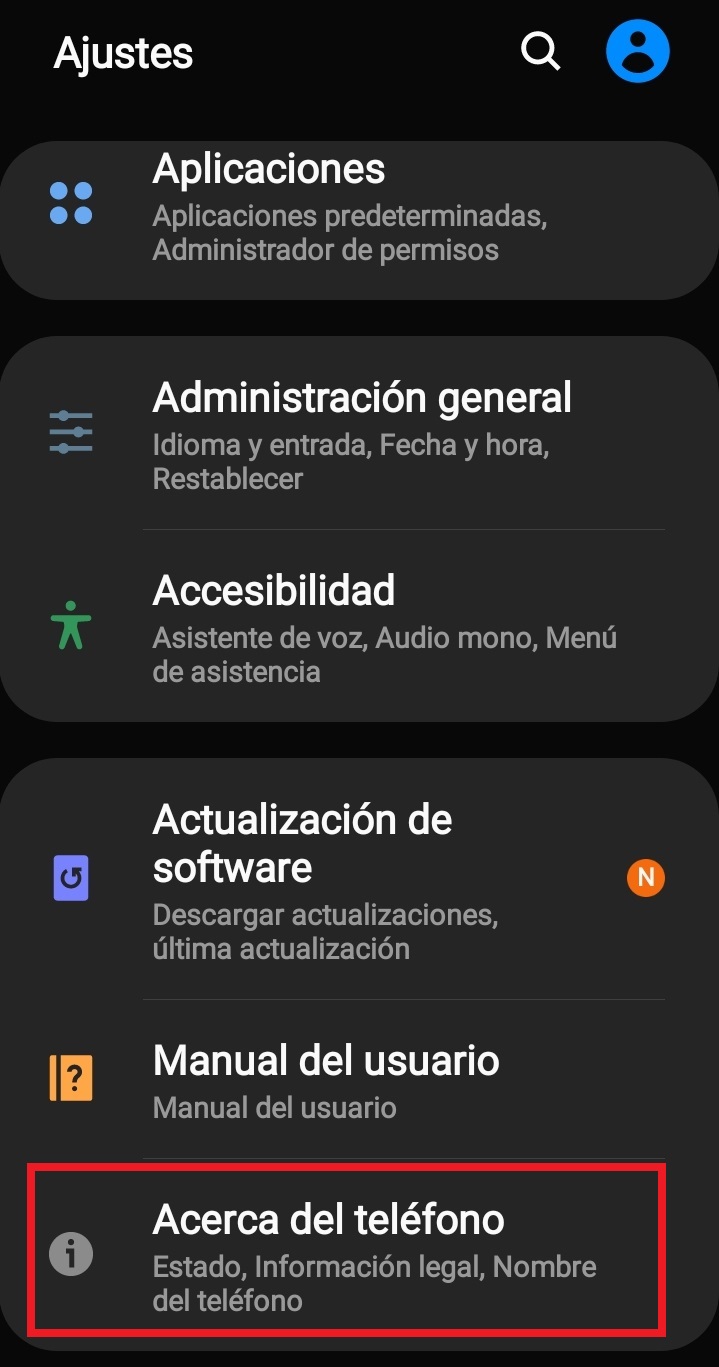 Ajustes
Aplicaciones
Aplicaciones predeterminadas,
Administrador de permisos
Administración general
Idioma y entrada, Fecha y hora,
Restablecer
Accesibilidad
Asistente de voz, Audio mono, Menú
de asistencia
Actualización de
software
N
Descargar actualizaciones,
última actualización
?
Manual del usuario
Manual del usuario
i
Acerca del teléfono
Estado, Información legal, Nombre
del teléfono